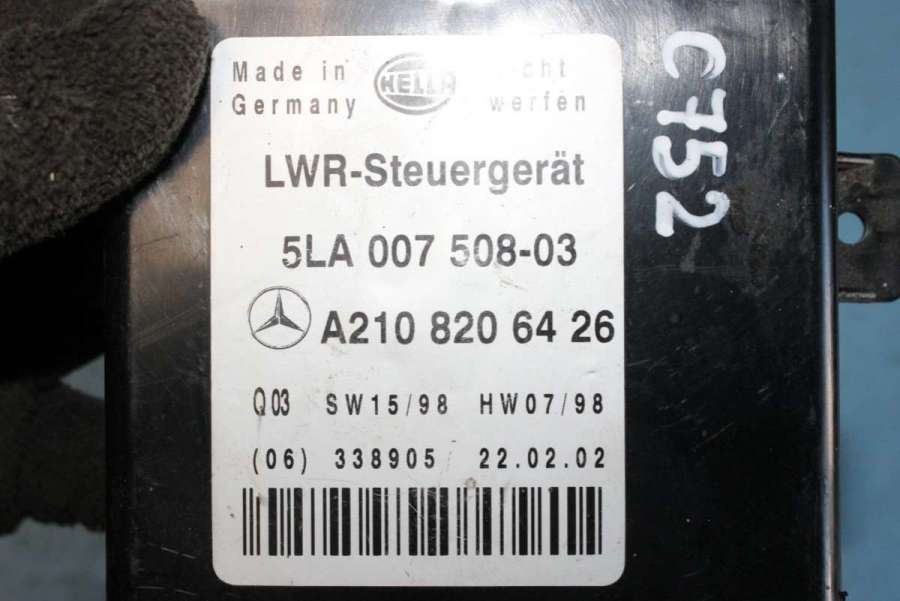 Made in
Germany
HELLA
werfen
LWR-Steuergerät
5LA 007 508-03
A210 820 64 26
Q03 SW15/98 HW07/98
(06) 338905 22.02.02
C752